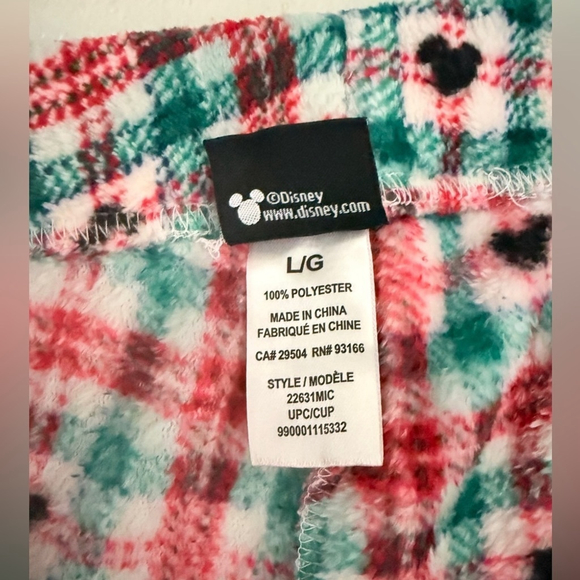 ©Disney
www.disney.com
L/G
100% POLYESTER
MADE IN CHINA
FABRIQUÉ EN CHINE
CA# 29504 RN# 93166
STYLE / MODÈLE
22631MIC
UPC/CUP
990001115332